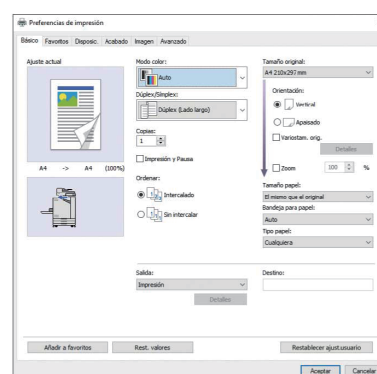 Preferencias de impresión
Básico Favoritos Disposic. Acabado Imagen Avanzado
Ajuste actual
A4 -> A4 (100%)
Modo color:
Auto
Dúplex/Simplex:
Dúplex (Lado largo)
Copias:
1
Impresión y Pausa
Ordenar:
Intercalado
Sin intercalar
Tamaño original:
A4 210x297 mm
Orientación:
Vertical
Apaisado
Variostam. orig.
Detalles
Zoom 100 %
Tamaño papel:
El mismo que el original
Bandeja para papel:
Auto
Tipo papel:
Cualquiera
Salida:
Impresión
Detalles
Destino:
Añadir a favoritos Rest. valores Restablecer ajust.usuario
Aceptar Cancelar